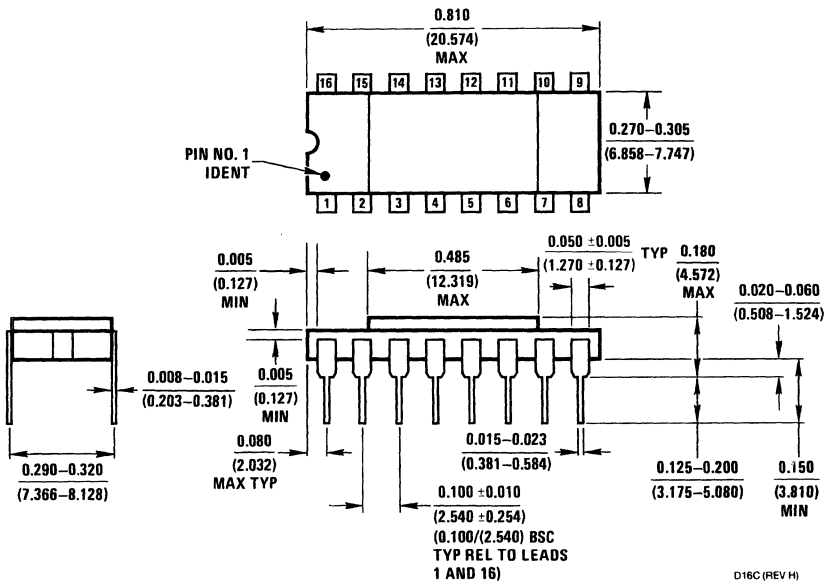 0.810
(20.574)
MAX
16 15 14 13 12 11 10 9
0.270–0.305
(6.858–7.747)
PIN NO. 1
IDENT
1 2 3 4 5 6 7 8
0.005
(0.127)
MIN
0.485
(12.319)
MAX
0.050 ±0.005
(1.270 ±0.127)
TYP
0.180
(4.572)
MAX
0.020–0.060
(0.508–1.524)
0.008–0.015
(0.203–0.381)
0.005
(0.127)
MIN
0.290–0.320
(7.366–8.128)
0.080
(2.032)
MAX TYP
0.015–0.023
(0.381–0.584)
0.125–0.200
(3.175–5.080)
0.150
(3.810)
MIN
0.100 ±0.010
(2.540 ±0.254)
(0.100/(2.540) BSC
TYP REL TO LEADS
1 AND 16)
D16C (REV H)